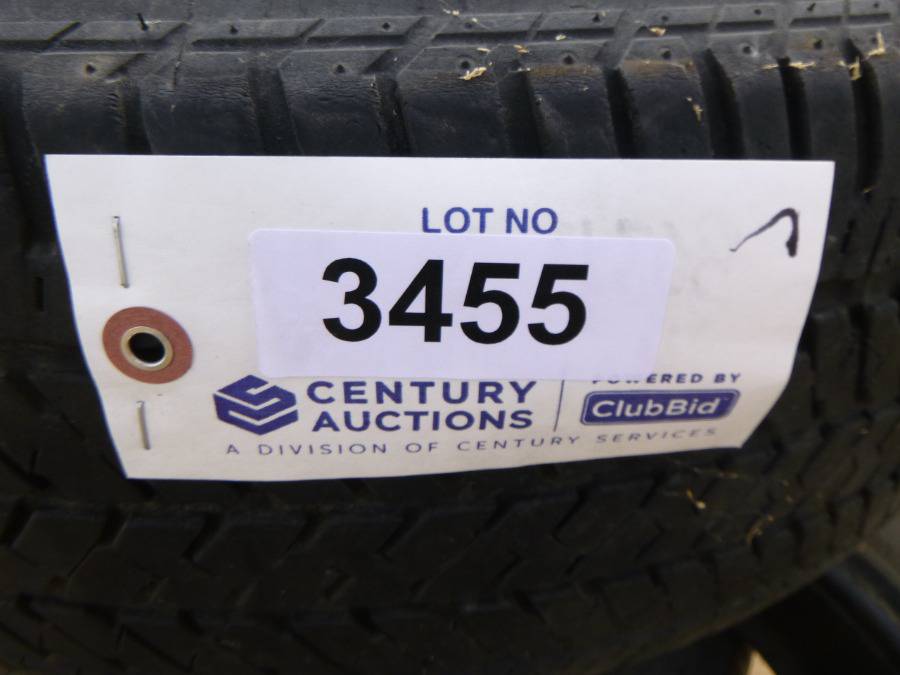 LOT NO
3455
CENTURY
AUCTIONS
POWERED BY
ClubBid
A DIVISION OF CENTURY SERVICES